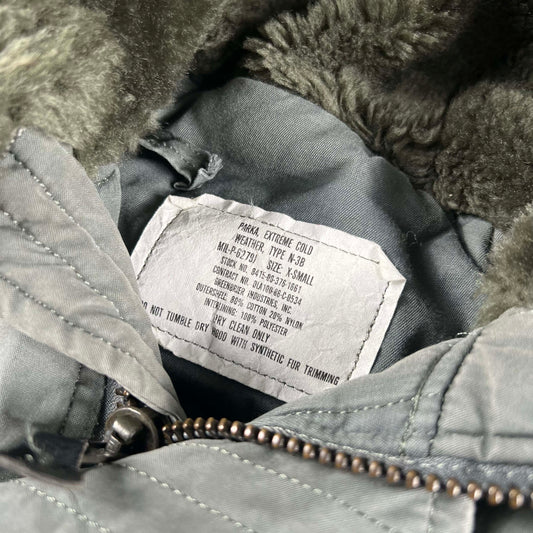 PARKA, EXTREME COLD
WEATHER, TYPE N-3B
MIL-P-6279J SIZE: X-SMALL
STOCK NO. 8415-00-376-1661
CONTRACT NO. DLA100-86-C-0534
GREENBRIER INDUSTRIES, INC.
OUTERSHELL: 80% COTTON 20% NYLON
INTERLINING: 100% POLYESTER
DRY CLEAN ONLY
DO NOT TUMBLE DRY HOOD WITH SYNTHETIC FUR TRIMMING